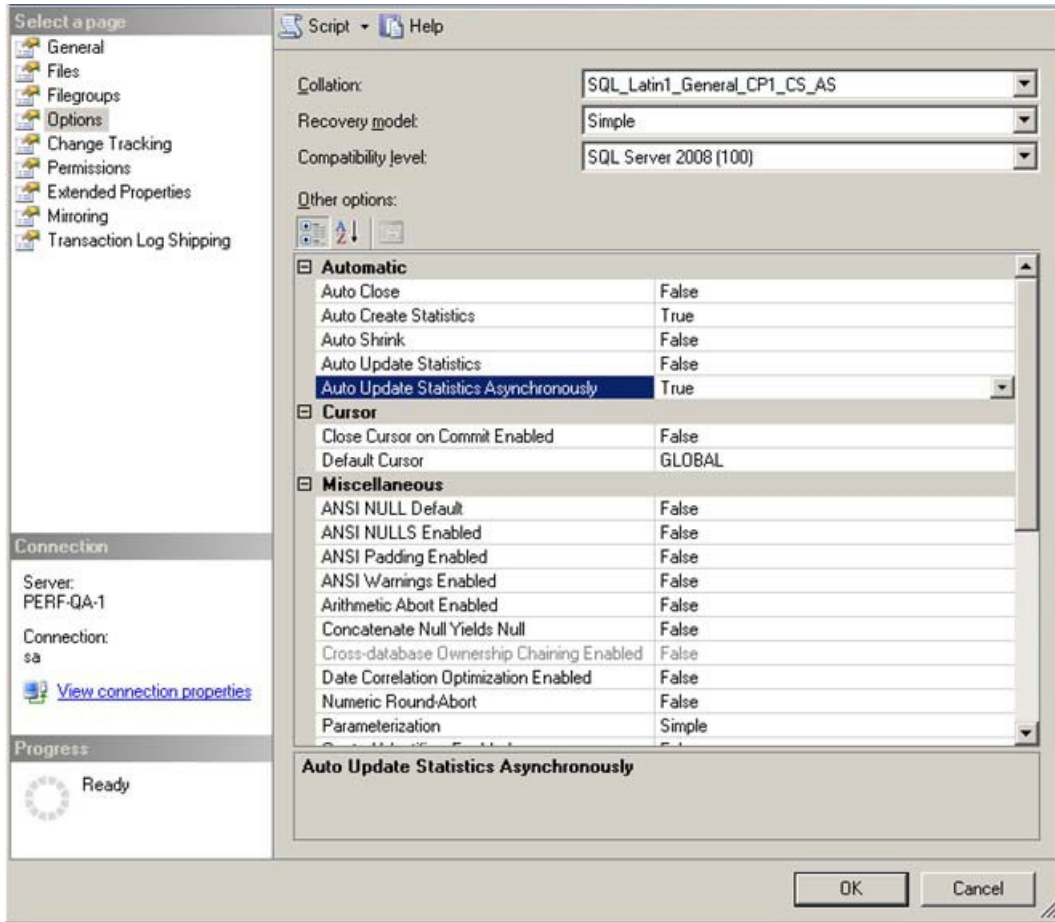 Select a page
General
Files
Filegroups
Options
Change Tracking
Permissions
Extended Properties
Mirroring
Transaction Log Shipping
Connection
Server:
PERF-QA-1
Connection:
sa
View connection properties
Progress
Ready
Script Help
Collation: SQL_Latin1_General_CP1_CS_AS
Recovery model: Simple
Compatibility level: SQL Server 2008 (100)
Other options:
Automatic
Auto Close False
Auto Create Statistics True
Auto Shrink False
Auto Update Statistics False
Auto Update Statistics Asynchronously True
Cursor
Close Cursor on Commit Enabled False
Default Cursor GLOBAL
Miscellaneous
ANSI NULL Default False
ANSI NULLS Enabled False
ANSI Padding Enabled False
ANSI Warnings Enabled False
Arithmetic Abort Enabled False
Concatenate Null Yields Null False
Cross-database Ownership Chaining Enabled False
Date Correlation Optimization Enabled False
Numeric Round-Abort False
Parameterization Simple
Auto Update Statistics Asynchronously
OK Cancel